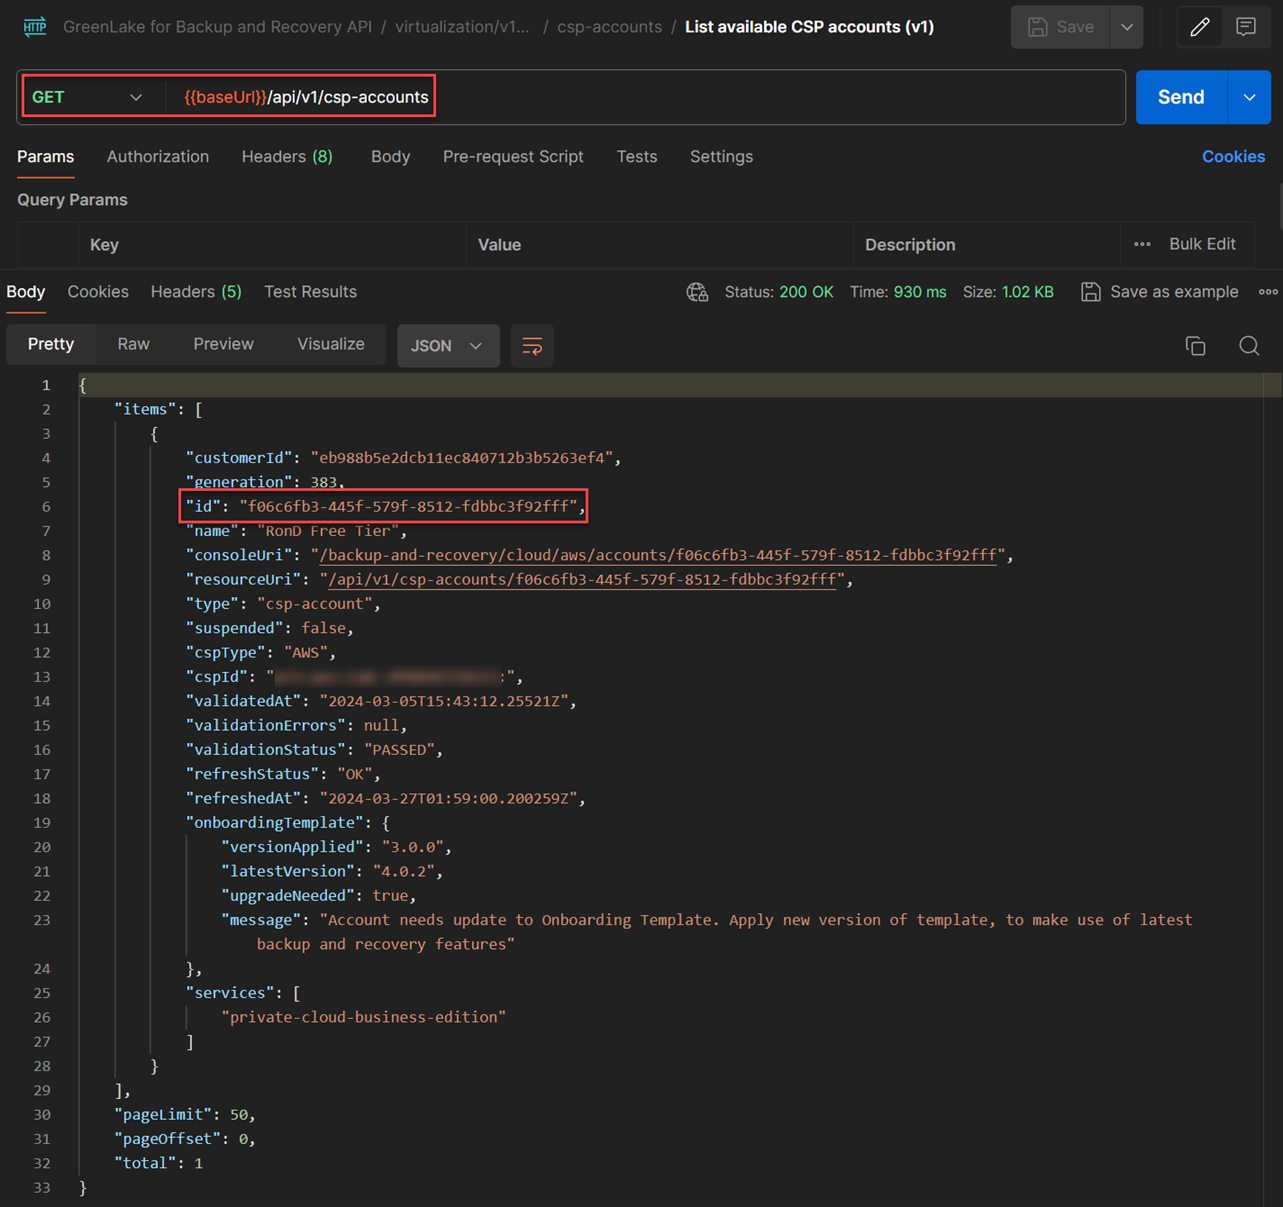 HTTP GreenLake for Backup and Recovery API / virtualization/v1... / csp-accounts / List available CSP accounts (v1) Save
GET {{baseUrl}}/api/v1/csp-accounts Send
Params Authorization Headers (8) Body Pre-request Script Tests Settings Cookies
Query Params
Key Value Description ••• Bulk Edit
Body Cookies Headers (5) Test Results Status: 200 OK Time: 930 ms Size: 1.02 KB Save as example
Pretty Raw Preview Visualize JSON
1 {
2 "items": [
3 {
4 "customerId": "eb988b5e2dcb11ec840712b3b5263ef4",
5 "generation": 383,
6 "id": "f06c6fb3-445f-579f-8512-fdbbc3f92fff",
7 "name": "RonD Free Tier",
8 "consoleUri": "/backup-and-recovery/cloud/aws/accounts/f06c6fb3-445f-579f-8512-fdbbc3f92fff",
9 "resourceUri": "/api/v1/csp-accounts/f06c6fb3-445f-579f-8512-fdbbc3f92fff",
10 "type": "csp-account",
11 "suspended": false,
12 "cspType": "AWS",
13 "cspId": " :",
14 "validatedAt": "2024-03-05T15:43:12.25521Z",
15 "validationErrors": null,
16 "validationStatus": "PASSED",
17 "refreshStatus": "OK",
18 "refreshedAt": "2024-03-27T01:59:00.200259Z",
19 "onboardingTemplate": {
20 "versionApplied": "3.0.0",
21 "latestVersion": "4.0.2",
22 "upgradeNeeded": true,
23 "message": "Account needs update to Onboarding Template. Apply new version of template, to make use of latest
backup and recovery features"
24 },
25 "services": [
26 "private-cloud-business-edition"
27 ]
28 }
29 ],
30 "pageLimit": 50,
31 "pageOffset": 0,
32 "total": 1
33 }